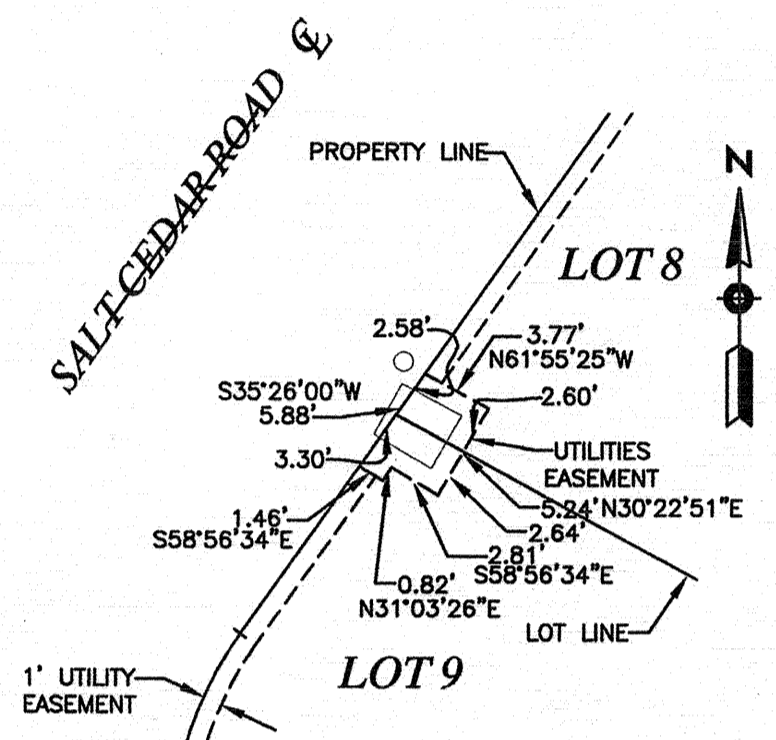 SALT CEDAR ROAD ℄
PROPERTY LINE
N
LOT 8
2.58'
3.77'
N61°55'25"W
S35°26'00"W
5.88'
2.60'
3.30'
UTILITIES
EASEMENT
5.24' N30°22'51"E
1.46'
S58°56'34"E
2.64'
2.81'
S58°56'34"E
0.82'
N31°03'26"E
LOT LINE
LOT 9
1' UTILITY
EASEMENT